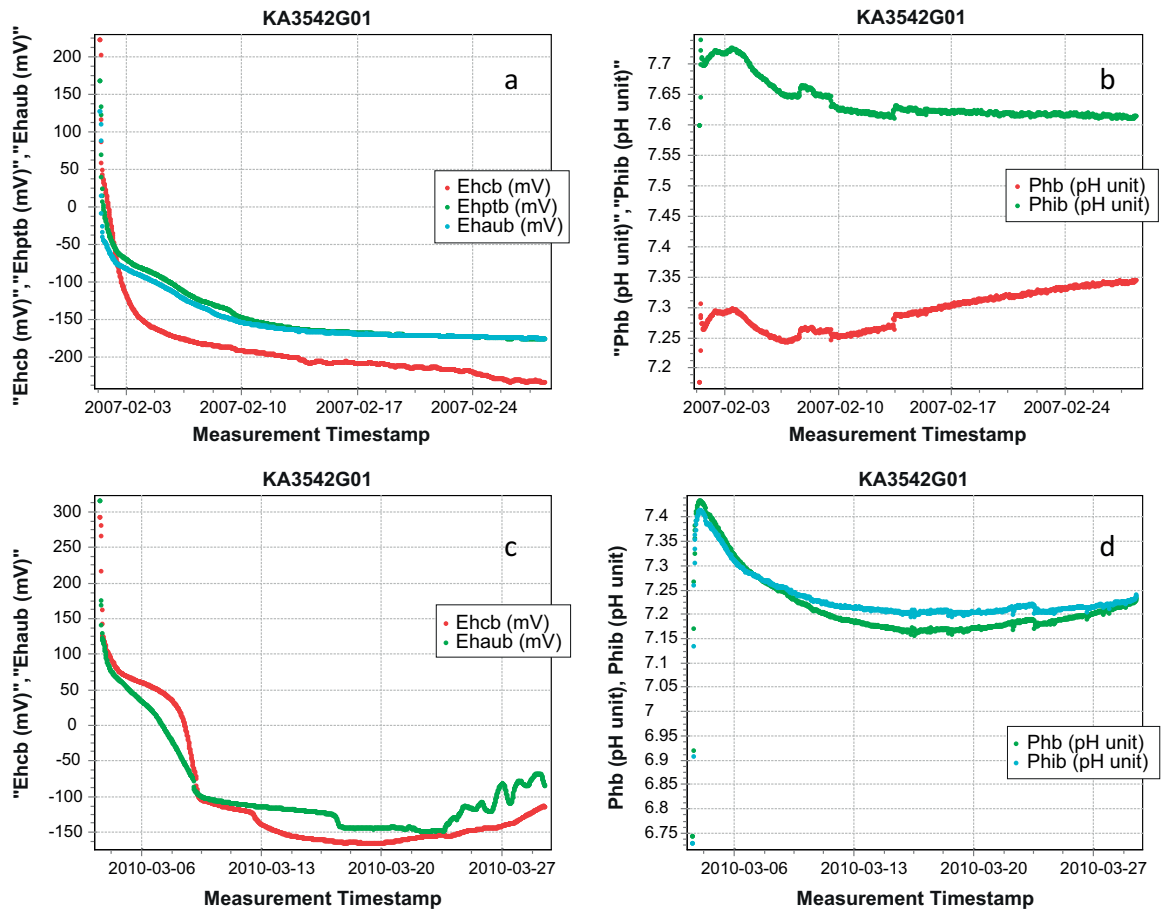 KA3542G01
a
"Ehcb (mV)","Ehptb (mV)","Ehaub (mV)"
200
150
100
50
0
-50
-100
-150
-200
Ehcb (mV)
Ehptb (mV)
Ehaub (mV)
2007-02-03 2007-02-10 2007-02-17 2007-02-24
Measurement Timestamp
KA3542G01
b
"Phb (pH unit)","Phib (pH unit)"
7.7
7.65
7.6
7.55
7.5
7.45
7.4
7.35
7.3
7.25
7.2
Phb (pH unit)
Phib (pH unit)
2007-02-03 2007-02-10 2007-02-17 2007-02-24
Measurement Timestamp
KA3542G01
c
"Ehcb (mV)","Ehaub (mV)"
300
250
200
150
100
50
0
-50
-100
-150
Ehcb (mV)
Ehaub (mV)
2010-03-06 2010-03-13 2010-03-20 2010-03-27
Measurement Timestamp
KA3542G01
d
Phb (pH unit), Phib (pH unit)
7.4
7.35
7.3
7.25
7.2
7.15
7.1
7.05
7
6.95
6.9
6.85
6.8
6.75
Phb (pH unit)
Phib (pH unit)
2010-03-06 2010-03-13 2010-03-20 2010-03-27
Measurement Timestamp